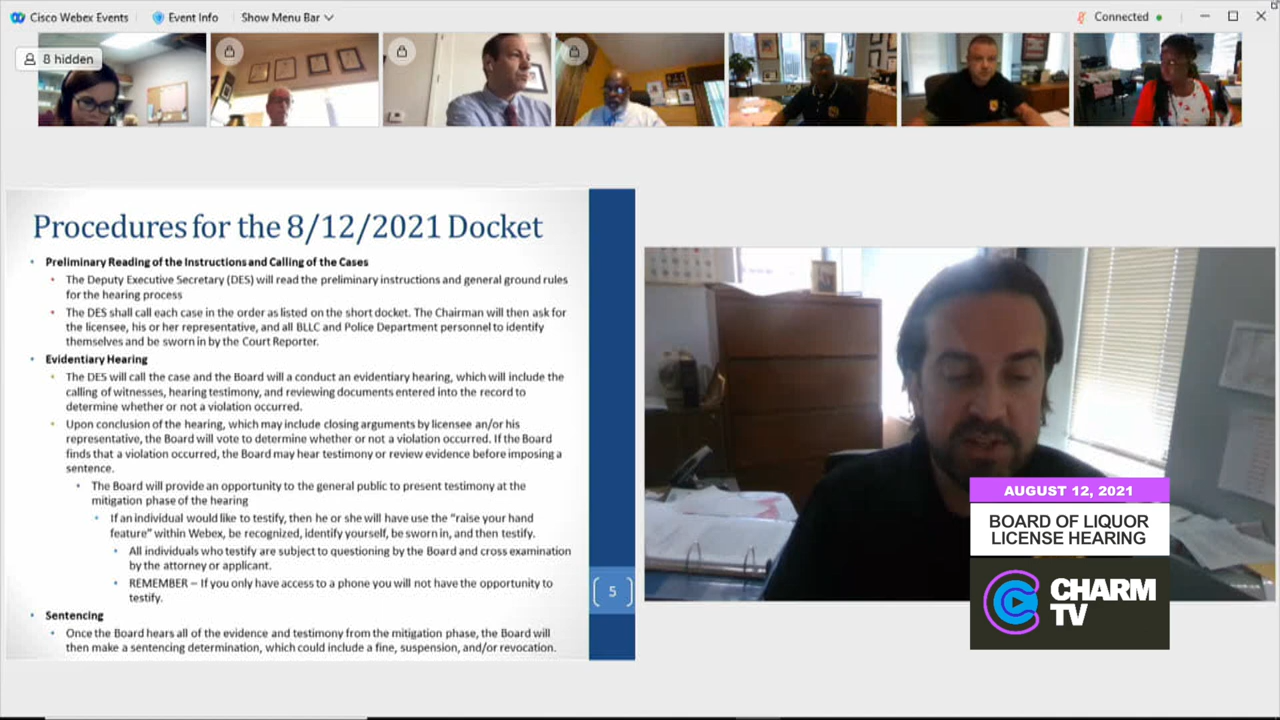 Cisco Webex Events
Event Info
Show Menu Bar
Connected
8 hidden
Procedures for the 8/12/2021 Docket
Preliminary Reading of the Instructions and Calling of the Cases
The Deputy Executive Secretary (DES) will read the preliminary instructions and general ground rules
for the hearing process
The DES shall call each case in the order as listed on the short docket. The Chairman will then ask for
the licensee, his or her representative, and all BLLC and Police Department personnel to identify
themselves and be sworn in by the Court Reporter.
Evidentiary Hearing
The DES will call the case and the Board will a conduct an evidentiary hearing, which will include the
calling of witnesses, hearing testimony, and reviewing documents entered into the record to
determine whether or not a violation occurred.
Upon conclusion of the hearing, which may include closing arguments by licensee an/or his
representative, the Board will vote to determine whether or not a violation occurred. If the Board
finds that a violation occurred, the Board may hear testimony or review evidence before imposing a
sentence.
The Board will provide an opportunity to the general public to present testimony at the
mitigation phase of the hearing
If an individual would like to testify, then he or she will have use the "raise your hand
feature" within Webex, be recognized, identify yourself, be sworn in, and then testify.
All individuals who testify are subject to questioning by the Board and cross examination
by the attorney or applicant.
REMEMBER – If you only have access to a phone you will not have the opportunity to
testify.
Sentencing
Once the Board hears all of the evidence and testimony from the mitigation phase, the Board will
then make a sentencing determination, which could include a fine, suspension, and/or revocation.
5
AUGUST 12, 2021
BOARD OF LIQUOR
LICENSE HEARING
CHARM
TV